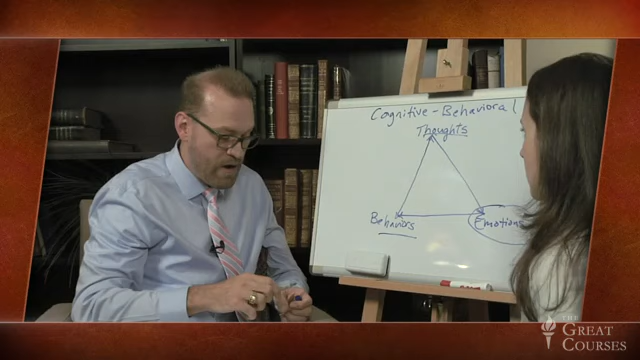 Cognitive-Behavioral
Thoughts
Behaviors
Emotions
THE
GREAT
COURSES